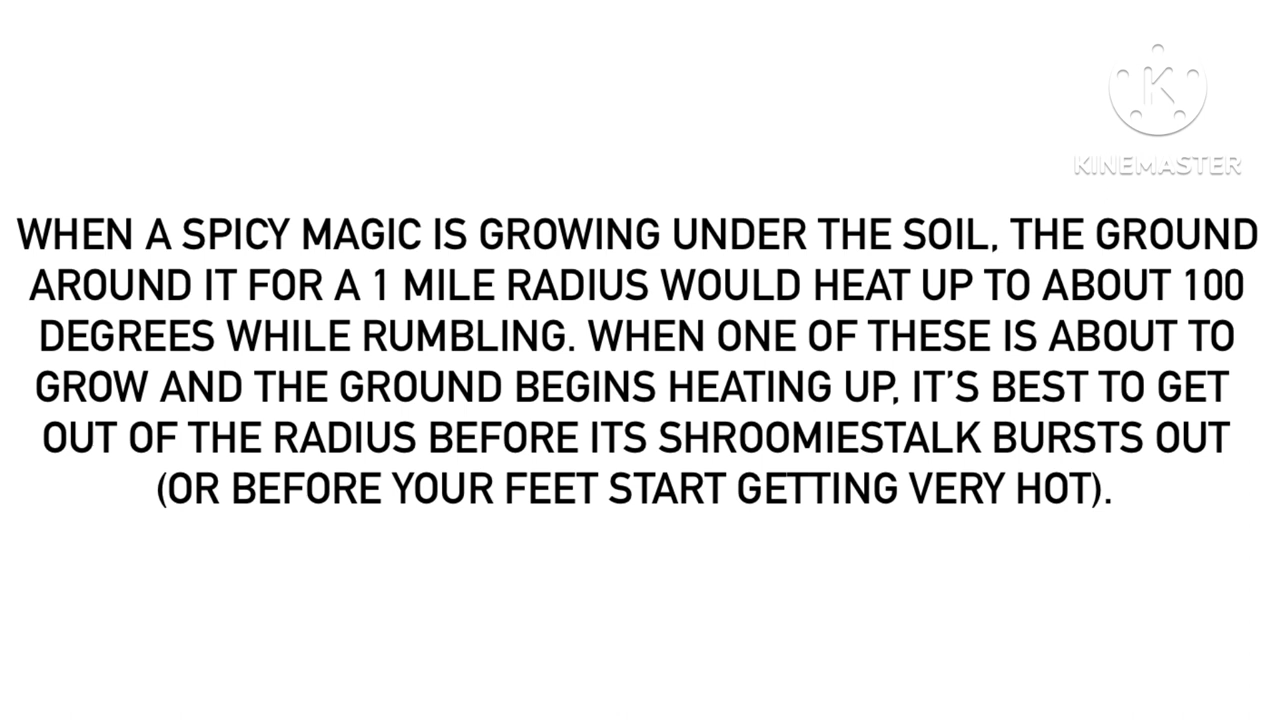 KINEMASTER
WHEN A SPICY MAGIC IS GROWING UNDER THE SOIL, THE GROUND
AROUND IT FOR A 1 MILE RADIUS WOULD HEAT UP TO ABOUT 100
DEGREES WHILE RUMBLING. WHEN ONE OF THESE IS ABOUT TO
GROW AND THE GROUND BEGINS HEATING UP, IT’S BEST TO GET
OUT OF THE RADIUS BEFORE ITS SHROOMIESTALK BURSTS OUT
(OR BEFORE YOUR FEET START GETTING VERY HOT).